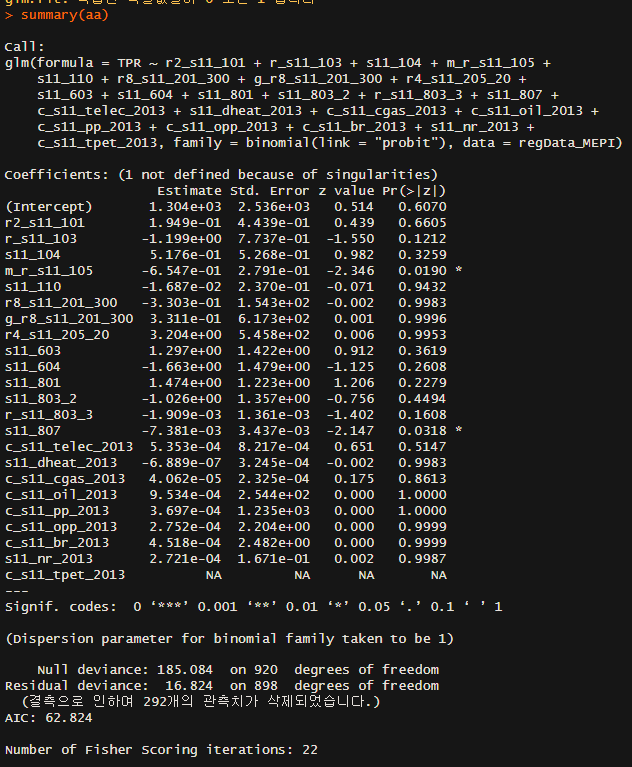 > summary(aa)
Call:
glm(formula = TPR ~ r2_s11_101 + r_s11_103 + s11_104 + m_r_s11_105 +
s11_110 + r8_s11_201_300 + g_r8_s11_201_300 + r4_s11_205_20 +
s11_603 + s11_604 + s11_801 + s11_803_2 + r_s11_803_3 + s11_807 +
c_s11_telec_2013 + s11_dheat_2013 + c_s11_cgas_2013 + c_s11_oil_2013 +
c_s11_pp_2013 + c_s11_opp_2013 + c_s11_br_2013 + s11_nr_2013 +
c_s11_tpet_2013, family = binomial(link = "probit"), data = regData_MEPI)
Coefficients: (1 not defined because of singularities)
Estimate Std. Error z value Pr(>|z|)
(Intercept) 1.304e+03 2.536e+03 0.514 0.6070
r2_s11_101 1.949e-01 4.439e-01 0.439 0.6605
r_s11_103 -1.199e+00 7.737e-01 -1.550 0.1212
s11_104 5.176e-01 5.268e-01 0.982 0.3259
m_r_s11_105 -6.547e-01 2.791e-01 -2.346 0.0190 *
s11_110 -1.687e-02 2.370e-01 -0.071 0.9432
r8_s11_201_300 -3.303e-01 1.543e+02 -0.002 0.9983
g_r8_s11_201_300 3.311e-01 6.173e+02 0.001 0.9996
r4_s11_205_20 3.204e+00 5.458e+02 0.006 0.9953
s11_603 1.297e+00 1.422e+00 0.912 0.3619
s11_604 -1.663e+00 1.479e+00 -1.125 0.2608
s11_801 1.474e+00 1.223e+00 1.206 0.2279
s11_803_2 -1.026e+00 1.357e+00 -0.756 0.4494
r_s11_803_3 -1.909e-03 1.361e-03 -1.402 0.1608
s11_807 -7.381e-03 3.437e-03 -2.147 0.0318 *
c_s11_telec_2013 5.353e-04 8.217e-04 0.651 0.5147
s11_dheat_2013 -6.889e-07 3.245e-04 -0.002 0.9983
c_s11_cgas_2013 4.062e-05 2.325e-04 0.175 0.8613
c_s11_oil_2013 9.534e-04 2.544e+02 0.000 1.0000
c_s11_pp_2013 3.697e-04 1.235e+03 0.000 1.0000
c_s11_opp_2013 2.752e-04 2.204e+00 0.000 0.9999
c_s11_br_2013 4.518e-04 2.482e+00 0.000 0.9999
s11_nr_2013 2.721e-04 1.671e-01 0.002 0.9987
c_s11_tpet_2013 NA NA NA NA
---
Signif. codes: 0 ‘***’ 0.001 ‘**’ 0.01 ‘*’ 0.05 ‘.’ 0.1 ‘ ’ 1
(Dispersion parameter for binomial family taken to be 1)
Null deviance: 185.084 on 920 degrees of freedom
Residual deviance: 16.824 on 898 degrees of freedom
(결측으로 인하여 292개의 관측치가 삭제되었습니다.)
AIC: 62.824
Number of Fisher Scoring iterations: 22